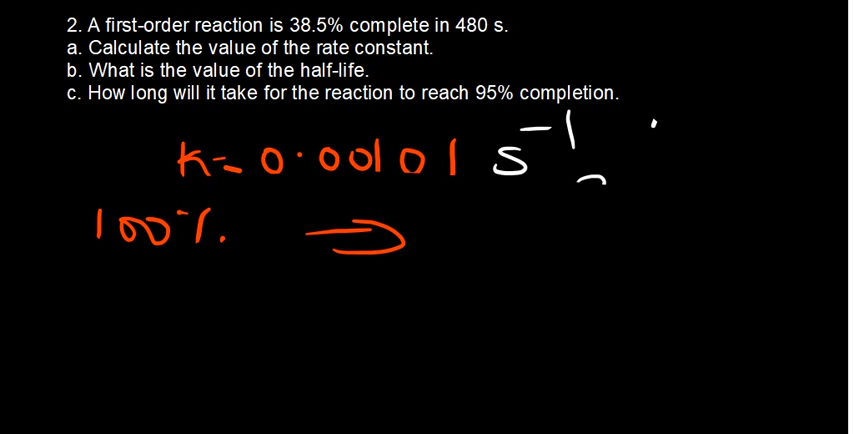 2. A first-order reaction is 38.5% complete in 480 s.
a. Calculate the value of the rate constant.
b. What is the value of the half-life.
c. How long will it take for the reaction to reach 95% completion.
k = 0.00101 s⁻¹
100%. ⇒